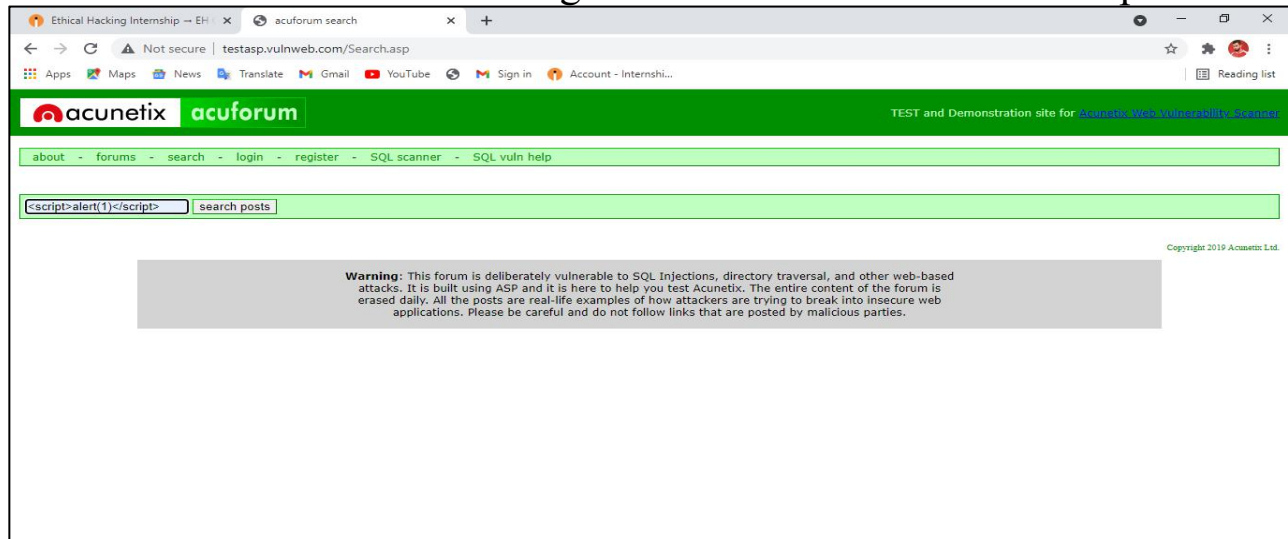 Ethical Hacking Internship → EH
acuforum search
Not secure | testasp.vulnweb.com/Search.asp
Apps Maps News Translate Gmail YouTube Sign in Account - Internshi... Reading list
acunetix acuforum
TEST and Demonstration site for Acunetix Web Vulnerability Scanner
about - forums - search - login - register - SQL scanner - SQL vuln help
<script>alert(1)</script> search posts
Copyright 2019 Acunetix Ltd.
Warning: This forum is deliberately vulnerable to SQL Injections, directory traversal, and other web-based
attacks. It is built using ASP and it is here to help you test Acunetix. The entire content of the forum is
erased daily. All the posts are real-life examples of how attackers are trying to break into insecure web
applications. Please be careful and do not follow links that are posted by malicious parties.